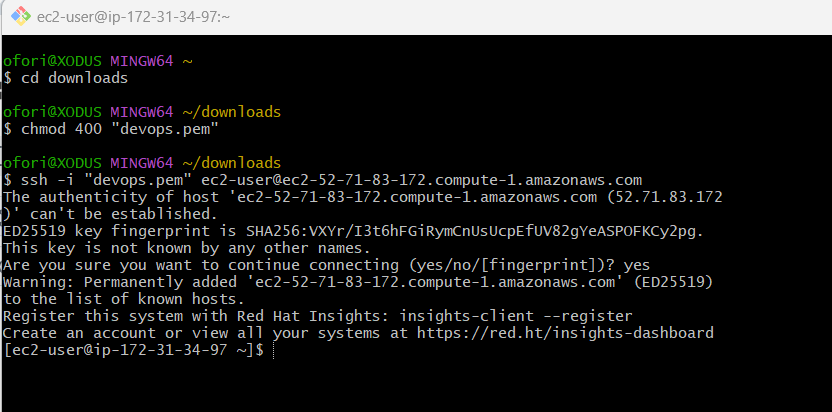 ec2-user@ip-172-31-34-97:~
ofori@XODUS MINGW64 ~
$ cd downloads
ofori@XODUS MINGW64 ~/downloads
$ chmod 400 "devops.pem"
ofori@XODUS MINGW64 ~/downloads
$ ssh -i "devops.pem" ec2-user@ec2-52-71-83-172.compute-1.amazonaws.com
The authenticity of host 'ec2-52-71-83-172.compute-1.amazonaws.com (52.71.83.172
)' can't be established.
ED25519 key fingerprint is SHA256:VXYr/I3t6hFGiRymCnUsUcpEfUV82gYeASPOFKCy2pg.
This key is not known by any other names.
Are you sure you want to continue connecting (yes/no/[fingerprint])? yes
Warning: Permanently added 'ec2-52-71-83-172.compute-1.amazonaws.com' (ED25519)
to the list of known hosts.
Register this system with Red Hat Insights: insights-client --register
Create an account or view all your systems at https://red.ht/insights-dashboard
[ec2-user@ip-172-31-34-97 ~]$